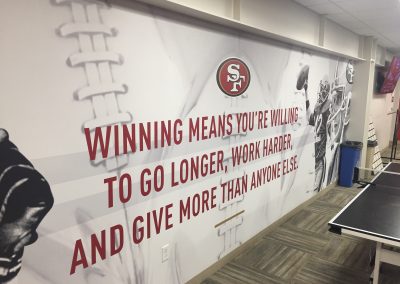 SF
WINNING MEANS YOU'RE WILLING
TO GO LONGER, WORK HARDER,
AND GIVE MORE THAN ANYONE ELSE.